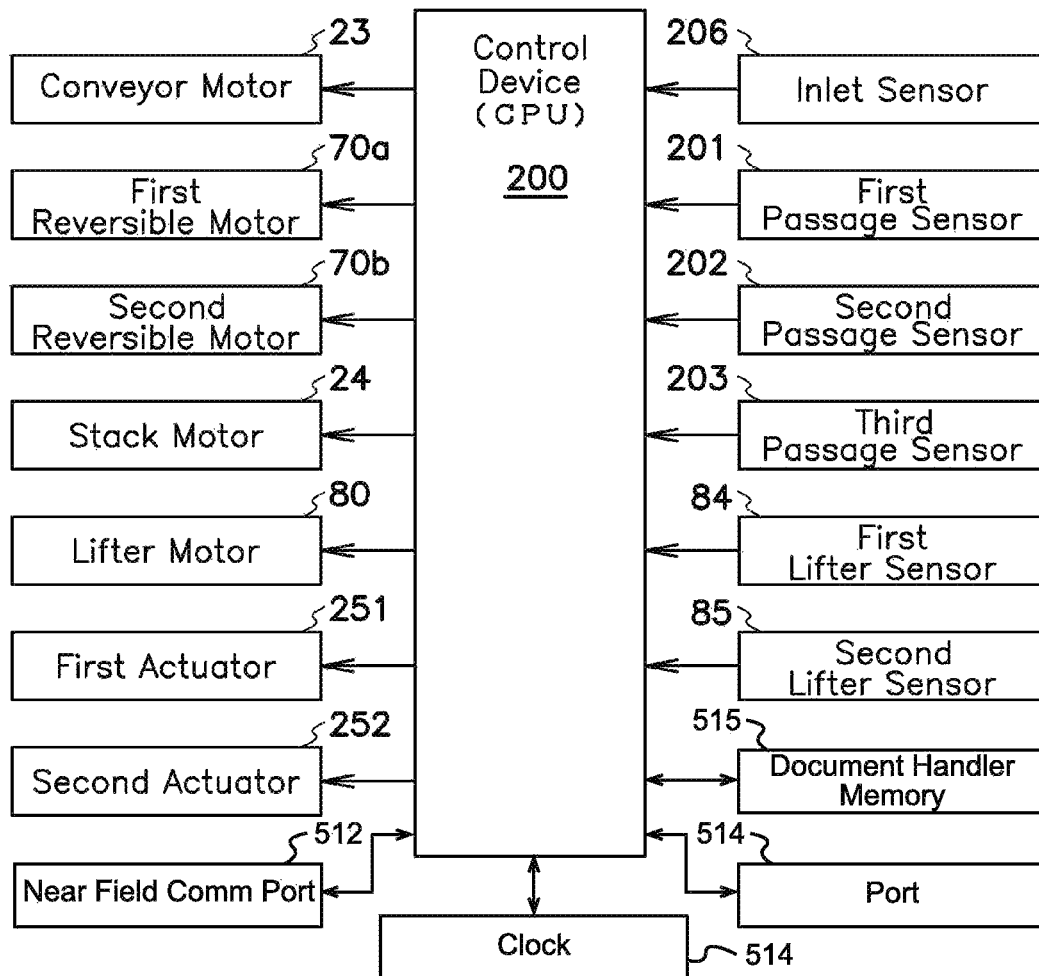 23
Conveyor Motor
70a
First
Reversible Motor
70b
Second
Reversible Motor
24
Stack Motor
80
Lifter Motor
251
First Actuator
252
Second Actuator
512
Near Field Comm Port
Control
Device
(CPU)
200
206
Inlet Sensor
201
First
Passage Sensor
202
Second
Passage Sensor
203
Third
Passage Sensor
84
First
Lifter Sensor
85
Second
Lifter Sensor
515
Document Handler
Memory
514
Port
Clock
514